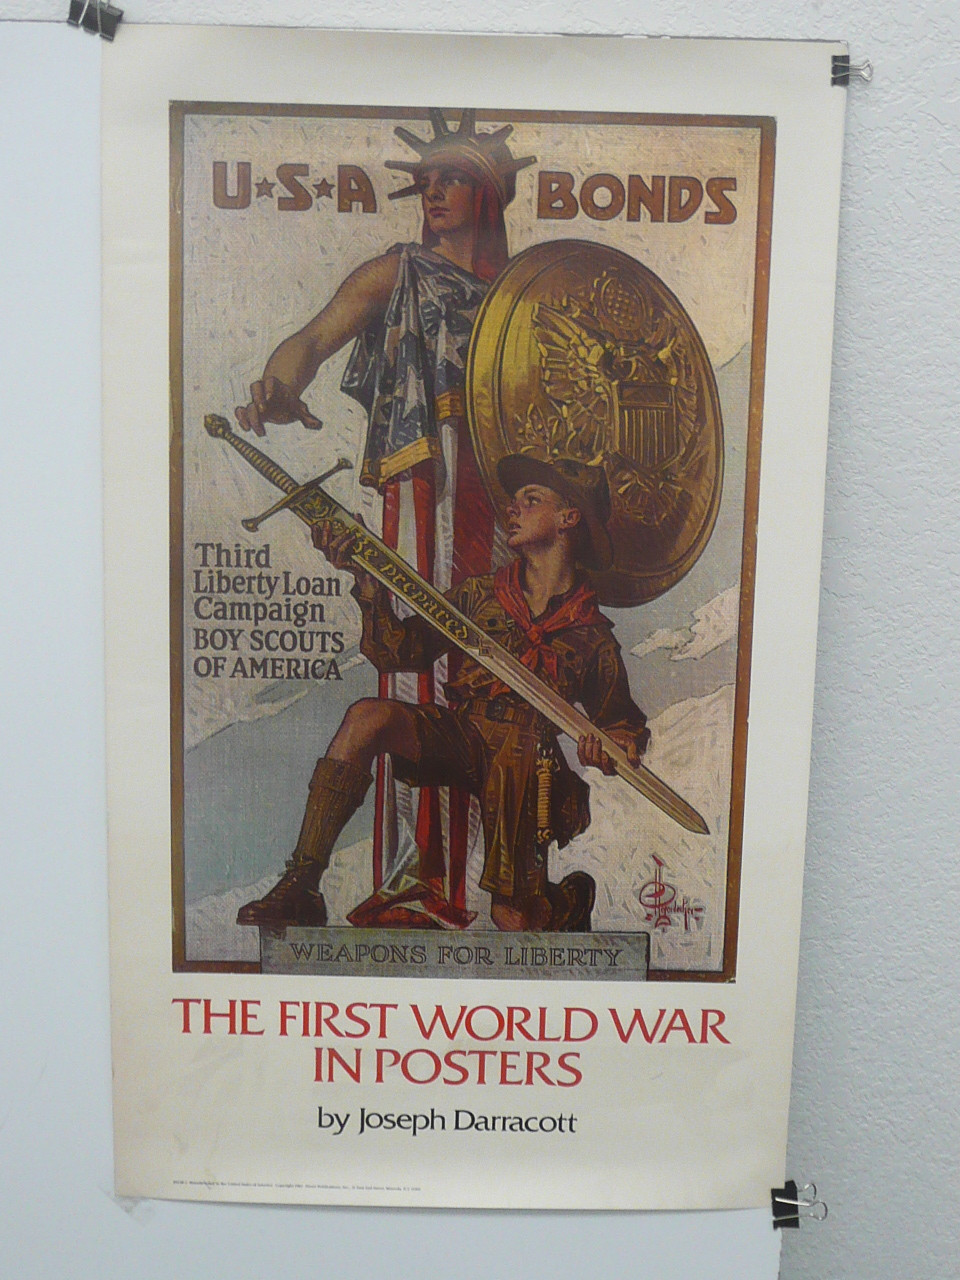 U★S★A BONDS
Be prepared
Third
Liberty Loan
Campaign
BOY SCOUTS
OF AMERICA
WEAPONS FOR LIBERTY
THE FIRST WORLD WAR
IN POSTERS
by Joseph Darracott